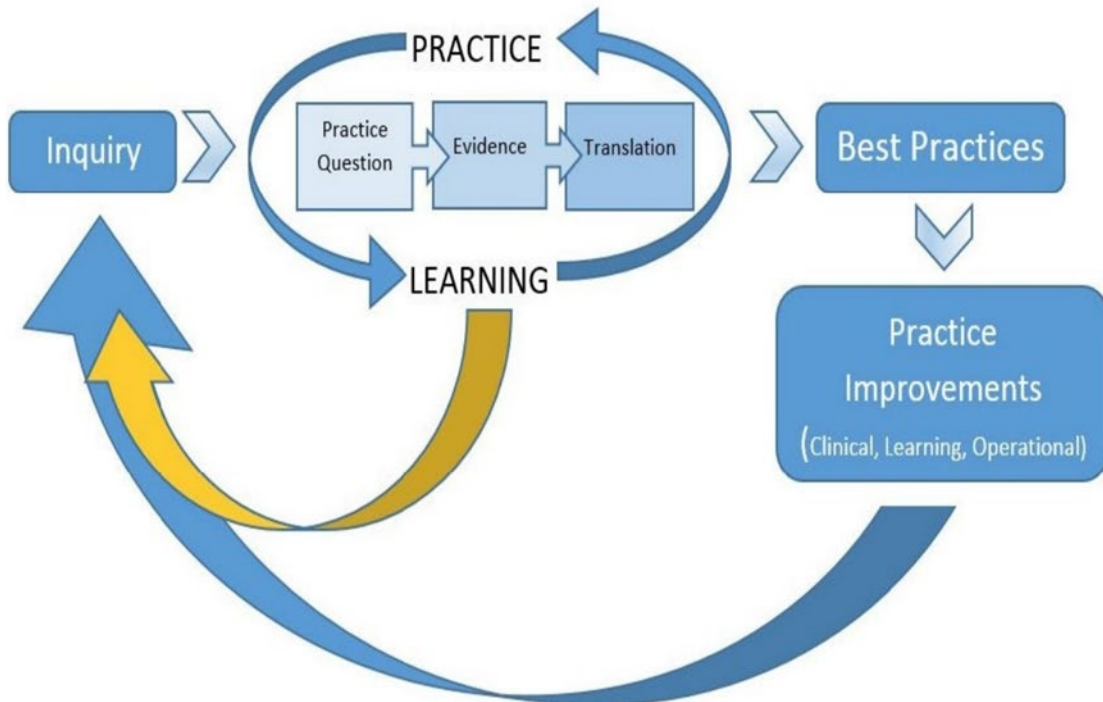 PRACTICE
Inquiry
Practice
Question
Evidence
Translation
LEARNING
Best Practices
Practice
Improvements
(Clinical, Learning, Operational)